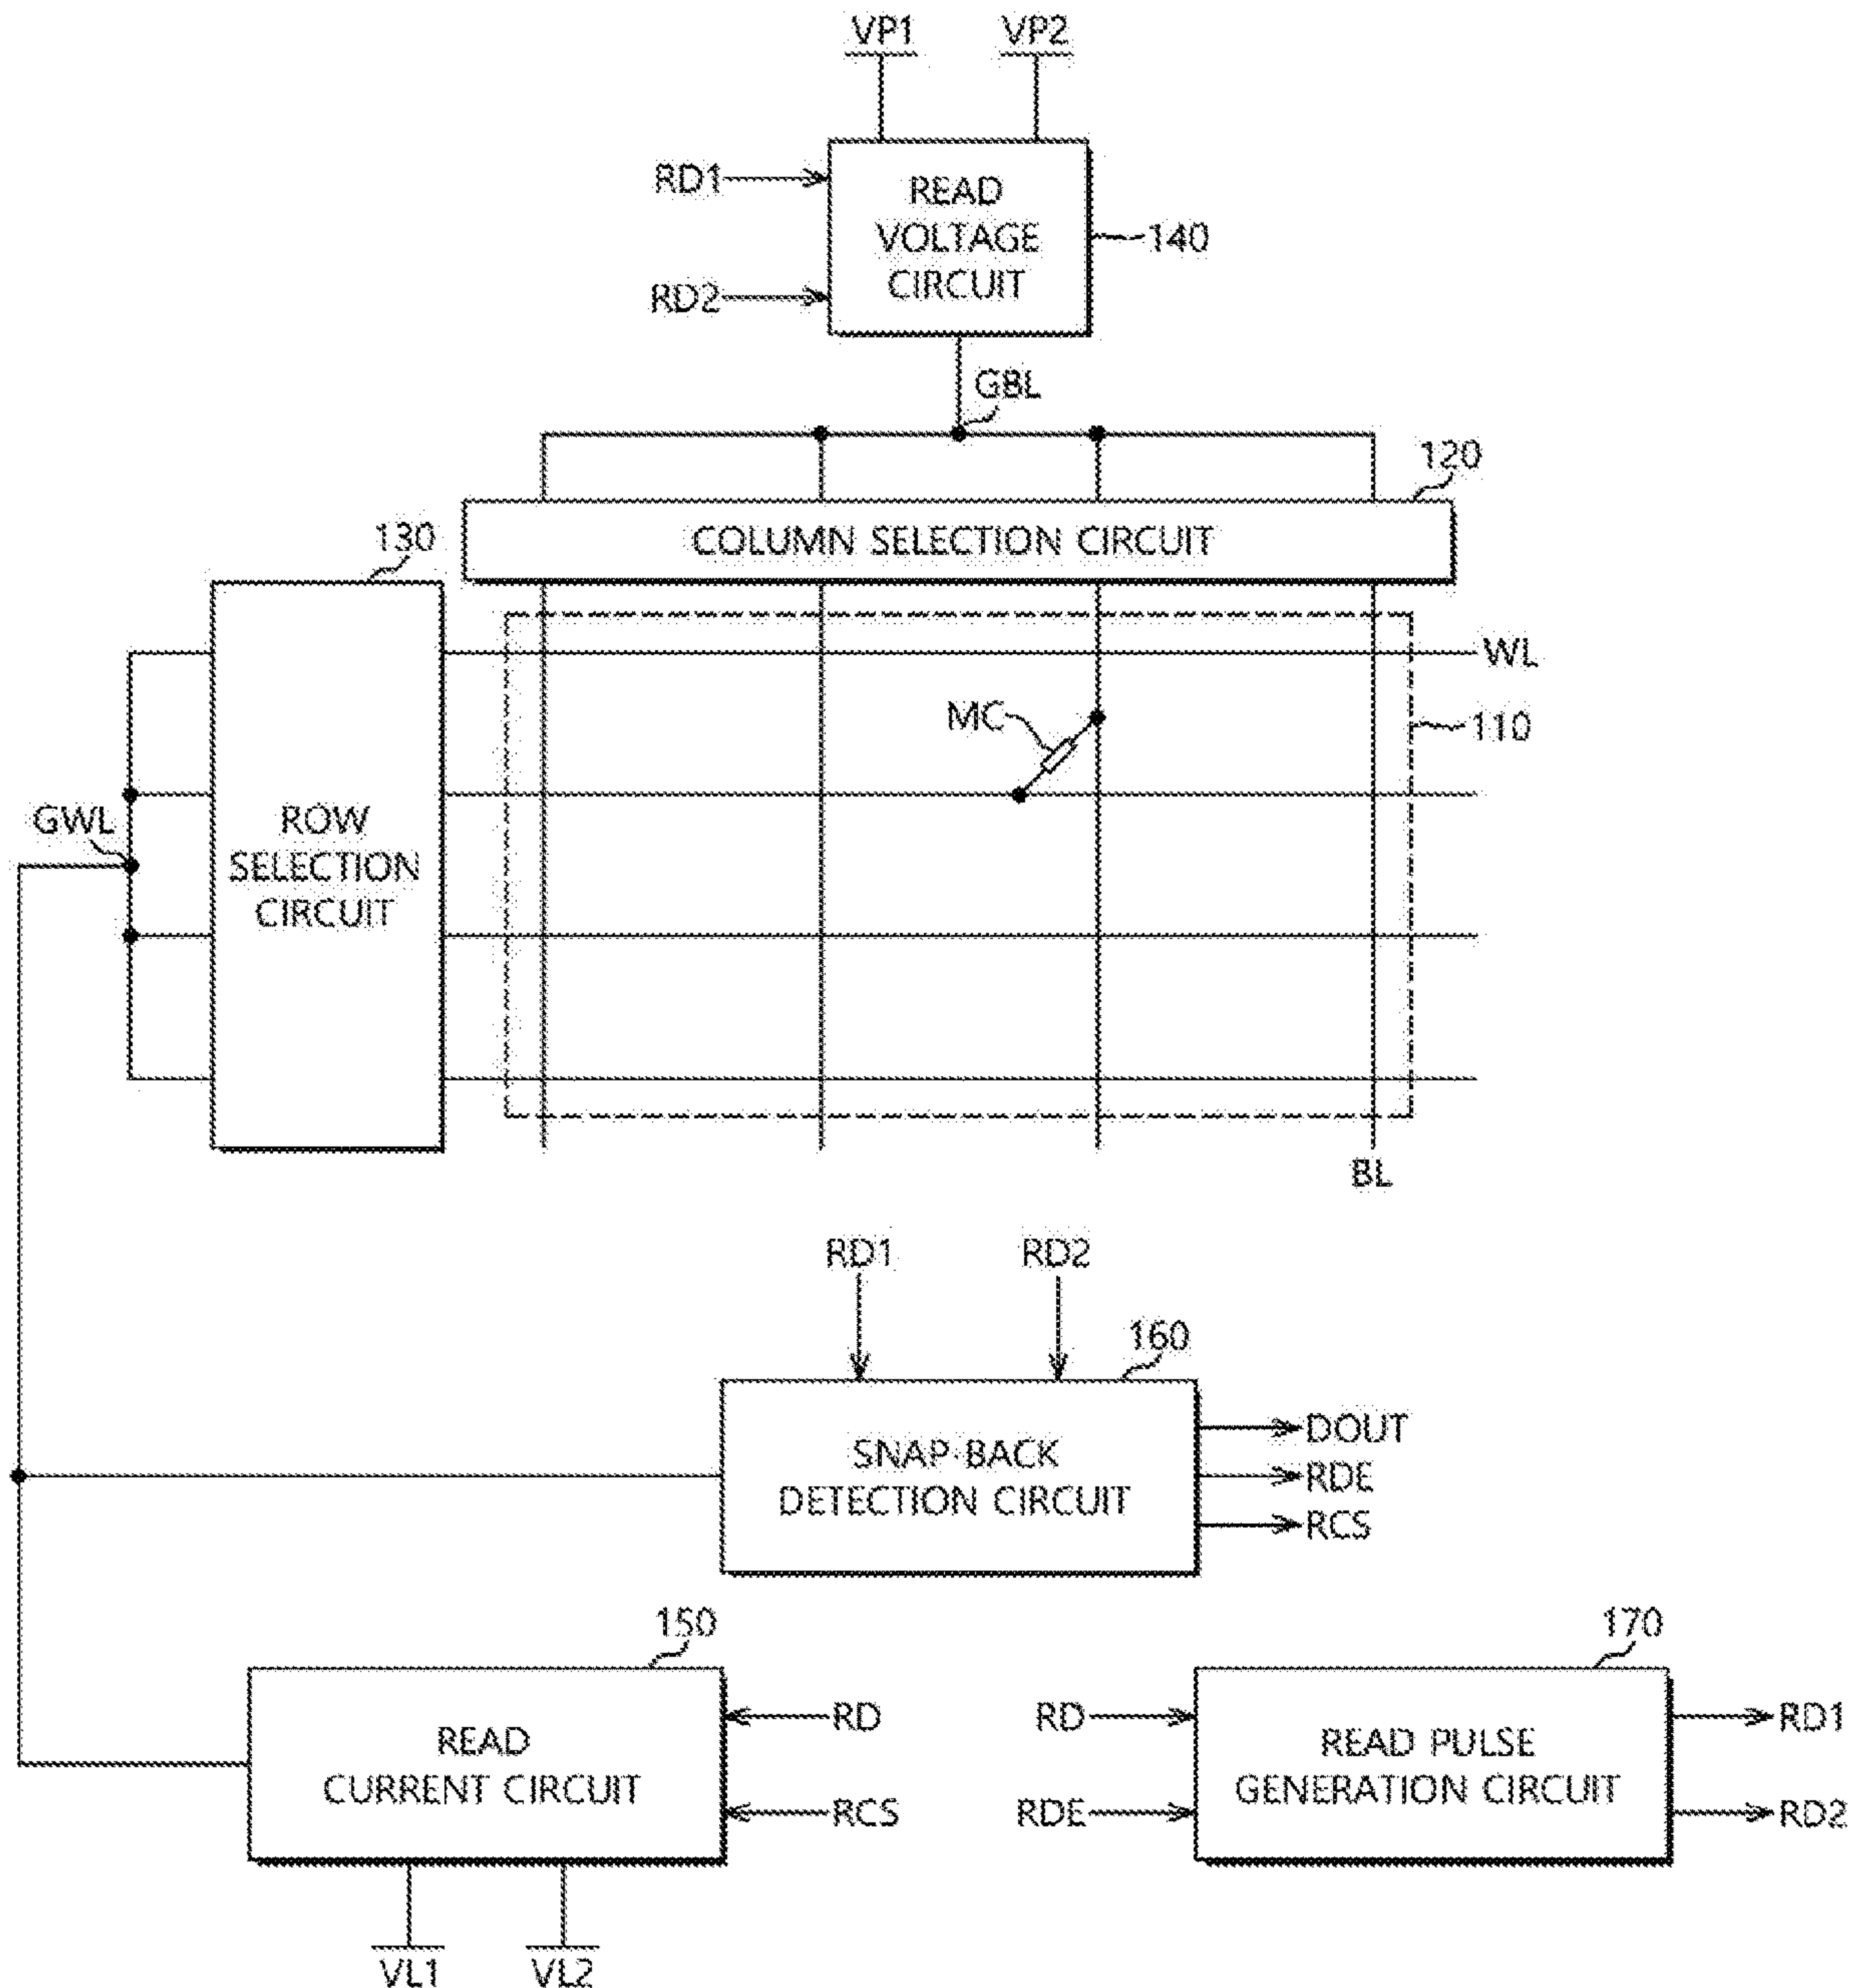 VP1 VP2
RD1
READ
VOLTAGE
CIRCUIT
140
RD2
GBL
120
COLUMN SELECTION CIRCUIT
130
WL
MC
110
GWL
ROW
SELECTION
CIRCUIT
BL
RD1 RD2
160
SNAP-BACK
DETECTION CIRCUIT
DOUT
RDE
RCS
150
READ
CURRENT CIRCUIT
RD
RCS
VL1 VL2
170
RD
RDE
READ PULSE
GENERATION CIRCUIT
RD1
RD2